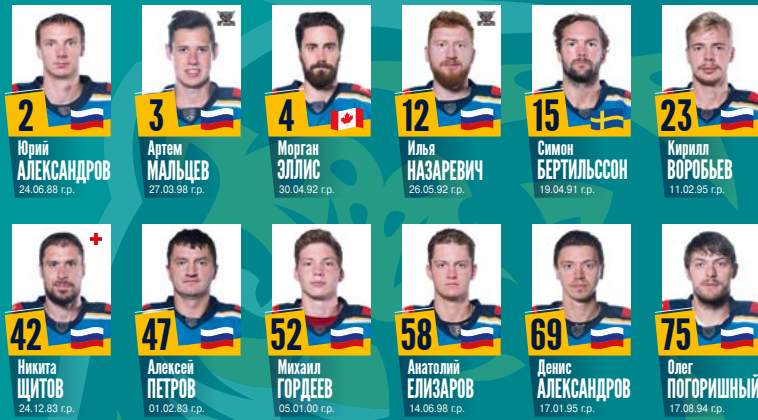 2
Юрий
АЛЕКСАНДРОВ
24.06.88 г.р.
3
Артем
МАЛЬЦЕВ
27.03.98 г.р.
4
Морган
ЭЛЛИС
30.04.92 г.р.
12
Илья
НАЗАРЕВИЧ
26.05.92 г.р.
15
Симон
БЕРТИЛЬССОН
19.04.91 г.р.
23
Кирилл
ВОРОБЬЕВ
11.02.95 г.р.
42
Никита
ЩИТОВ
24.12.83 г.р.
47
Алексей
ПЕТРОВ
01.02.83 г.р.
52
Михаил
ГОРДЕЕВ
05.01.00 г.р.
58
Анатолий
ЕЛИЗАРОВ
14.06.98 г.р.
69
Денис
АЛЕКСАНДРОВ
17.01.95 г.р.
75
Олег
ПОГОРИШНЫЙ
17.08.94 г.р.